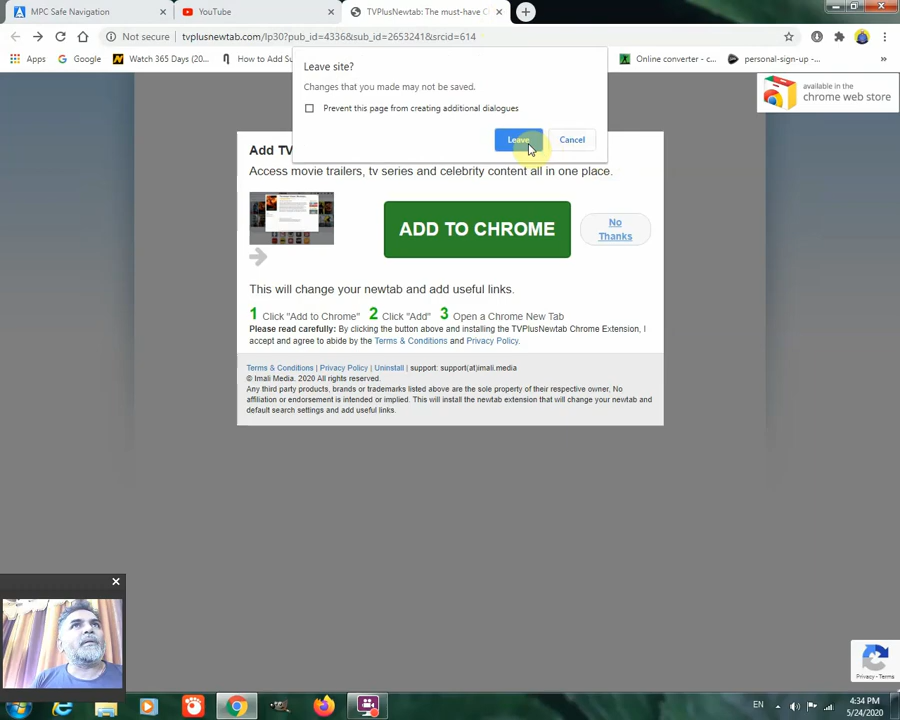 MPC Safe Navigation
YouTube
TVPlusNewtab: The must-have C
Not secure
tvplusnewtab.com/lp30?pub_id=4336&sub_id=2653241&srcid=614
Apps
Google
Watch 365 Days (20...
How to Add Su
Online converter - c...
personal-sign-up -...
»
Leave site?
Changes that you made may not be saved.
Prevent this page from creating additional dialogues
Leave
Cancel
available in the
chrome web store
Add TV
Access movie trailers, tv series and celebrity content all in one place.
ADD TO CHROME
No
Thanks
This will change your newtab and add useful links.
1 Click "Add to Chrome" 2 Click "Add" 3 Open a Chrome New Tab
Please read carefully: By clicking the button above and installing the TVPlusNewtab Chrome Extension, I
accept and agree to abide by the Terms & Conditions and Privacy Policy.
Terms & Conditions | Privacy Policy | Uninstall | support: support(at)imali.media
© Imali Media. 2020 All rights reserved.
Any third party products, brands or trademarks listed above are the sole property of their respective owner. No
affiliation or endorsement is intended or implied. This will install the newtab extension that will change your newtab and
default search settings and add useful links.
Privacy - Terms
EN
4:34 PM
5/24/2020